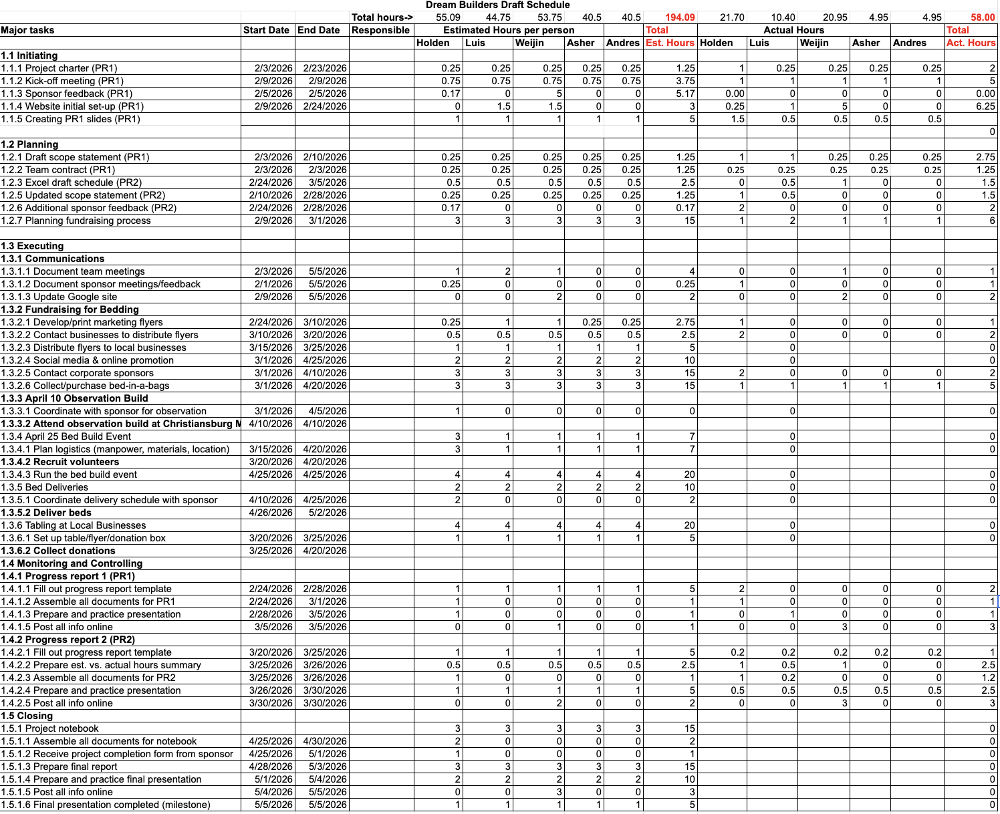 Dream Builders Draft Schedule
Total hours-> 55.09 44.75 53.75 40.5 40.5 194.09 21.70 10.40 20.95 4.95 4.95 58.00
Major tasks Start Date End Date Responsible Estimated Hours per person Total Actual Hours Total
Holden Luis Weijin Asher Andres Est. Hours Holden Luis Weijin Asher Andres Act. Hours
1.1 Initiating
1.1.1 Project charter (PR1) 2/3/2026 2/23/2026 0.25 0.25 0.25 0.25 0.25 1.25 1 0.25 0.25 0.25 0.25 2
1.1.2 Kick-off meeting (PR1) 2/9/2026 2/9/2026 0.75 0.75 0.75 0.75 0.75 3.75 1 1 1 1 1 5
1.1.3 Sponsor feedback (PR1) 2/5/2026 2/5/2026 0.17 0 5 0 0 5.17 0.00 0 0 0 0 0.00
1.1.4 Website initial set-up (PR1) 2/9/2026 2/24/2026 0 1.5 1.5 0 0 3 0.25 1 5 0 0 6.25
1.1.5 Creating PR1 slides (PR1) 1 1 1 1 1 5 1.5 0.5 0.5 0.5 0.5
0
1.2 Planning
1.2.1 Draft scope statement (PR1) 2/3/2026 2/10/2026 0.25 0.25 0.25 0.25 0.25 1.25 1 1 0.25 0.25 0.25 2.75
1.2.2 Team contract (PR1) 2/3/2026 2/3/2026 0.25 0.25 0.25 0.25 0.25 1.25 0.25 0.25 0.25 0.25 0.25 1.25
1.2.3 Excel draft schedule (PR2) 2/24/2026 3/5/2026 0.5 0.5 0.5 0.5 0.5 2.5 0 0.5 1 0 0 1.5
1.2.5 Updated scope statement (PR2) 2/10/2026 2/28/2026 0.25 0.25 0.25 0.25 0.25 1.25 1 0.5 0 0 0 1.5
1.2.6 Additional sponsor feedback (PR2) 2/24/2026 2/28/2026 0.17 0 0 0 0 0.17 2 0 0 0 0 2
1.2.7 Planning fundraising process 2/9/2026 3/1/2026 3 3 3 3 3 15 1 2 1 1 1 6
1.3 Executing
1.3.1 Communications
1.3.1.1 Document team meetings 2/3/2026 5/5/2026 1 2 1 0 0 4 0 0 1 0 0 1
1.3.1.2 Document sponsor meetings/feedback 2/1/2026 5/5/2026 0.25 0 0 0 0 0.25 1 0 0 0 0 1
1.3.1.3 Update Google site 2/9/2026 5/5/2026 0 0 2 0 0 2 0 0 2 0 0 2
1.3.2 Fundraising for Bedding
1.3.2.1 Develop/print marketing flyers 2/24/2026 3/10/2026 0.25 1 1 0.25 0.25 2.75 1 0 0 0 0 1
1.3.2.2 Contact businesses to distribute flyers 3/10/2026 3/20/2026 0.5 0.5 0.5 0.5 0.5 2.5 2 0 0 0 0 2
1.3.2.3 Distribute flyers to local businesses 3/15/2026 3/25/2026 1 1 1 1 1 5 0 0
1.3.2.4 Social media & online promotion 3/1/2026 4/25/2026 2 2 2 2 2 10 0 0
1.3.2.5 Contact corporate sponsors 3/1/2026 4/10/2026 3 3 3 3 3 15 2 0 0 0 0 2
1.3.2.6 Collect/purchase bed-in-a-bags 3/1/2026 4/20/2026 3 3 3 3 3 15 1 1 1 1 1 5
1.3.3 April 10 Observation Build
1.3.3.1 Coordinate with sponsor for observation 3/1/2026 4/5/2026 1 0 0 0 0 0 0 0
1.3.3.2 Attend observation build at Christiansburg M 4/10/2026 4/10/2026
1.3.4 April 25 Bed Build Event 3 1 1 1 1 7 0 0
1.3.4.1 Plan logistics (manpower, materials, location) 3/15/2026 4/20/2026 3 1 1 1 1 7 0 0
1.3.4.2 Recruit volunteers 3/20/2026 4/20/2026
1.3.4.3 Run the bed build event 4/25/2026 4/25/2026 4 4 4 4 4 20 0 0
1.3.5 Bed Deliveries 2 2 2 2 2 10 0 0
1.3.5.1 Coordinate delivery schedule with sponsor 4/10/2026 4/25/2026 2 0 0 0 0 2 0 0
1.3.5.2 Deliver beds 4/26/2026 5/2/2026
1.3.6 Tabling at Local Businesses 4 4 4 4 4 20 0 0
1.3.6.1 Set up table/flyer/donation box 3/20/2026 3/25/2026 1 1 1 1 1 5 0 0
1.3.6.2 Collect donations 3/25/2026 4/20/2026
1.4 Monitoring and Controlling
1.4.1 Progress report 1 (PR1)
1.4.1.1 Fill out progress report template 2/24/2026 2/28/2026 1 1 1 1 1 5 2 0 0 0 0 2
1.4.1.2 Assemble all documents for PR1 2/24/2026 3/1/2026 1 0 0 0 0 1 1 0 0 0 0 1
1.4.1.3 Prepare and practice presentation 2/28/2026 3/5/2026 1 0 0 0 0 1 0 1 0 0 0 1
1.4.1.5 Post all info online 3/5/2026 3/5/2026 0 0 1 0 0 1 0 0 3 0 0 3
1.4.2 Progress report 2 (PR2)
1.4.2.1 Fill out progress report template 3/20/2026 3/25/2026 1 1 1 1 1 5 0.2 0.2 0.2 0.2 0.2 1
1.4.2.2 Prepare est. vs. actual hours summary 3/25/2026 3/26/2026 0.5 0.5 0.5 0.5 0.5 2.5 1 0.5 1 0 0 2.5
1.4.2.3 Assemble all documents for PR2 3/25/2026 3/26/2026 1 0 0 0 0 1 1 0.2 0 0 0 1.2
1.4.2.4 Prepare and practice presentation 3/26/2026 3/30/2026 1 1 1 1 1 5 0.5 0.5 0.5 0.5 0.5 2.5
1.4.2.5 Post all info online 3/30/2026 3/30/2026 0 0 2 0 0 2 0 0 3 0 0 3
1.5 Closing
1.5.1 Project notebook 3 3 3 3 3 15 0
1.5.1.1 Assemble all documents for notebook 4/25/2026 4/30/2026 2 0 0 0 0 2 0
1.5.1.2 Receive project completion form from sponsor 4/25/2026 5/1/2026 1 0 0 0 0 1 0
1.5.1.3 Prepare final report 4/28/2026 5/3/2026 3 3 3 3 3 15 0
1.5.1.4 Prepare and practice final presentation 5/1/2026 5/4/2026 2 2 2 2 2 10 0
1.5.1.5 Post all info online 5/4/2026 5/5/2026 0 0 3 0 0 3 0
1.5.1.6 Final presentation completed (milestone) 5/5/2026 5/5/2026 1 1 1 1 1 5 0